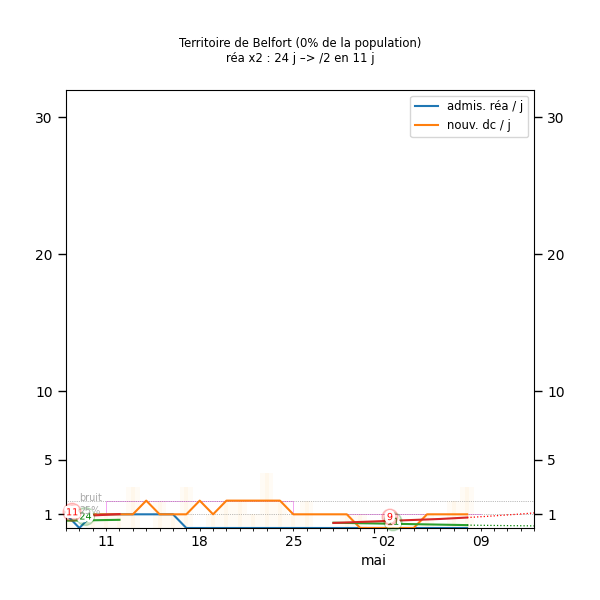 Territoire de Belfort (0% de la population)
réa x2 : 24 j –> /2 en 11 j
admis. réa / j
nouv. dc / j
30 30
20 20
10 10
5 5
bruit
11 24 9
1 1
11 18 25 02 09
mai